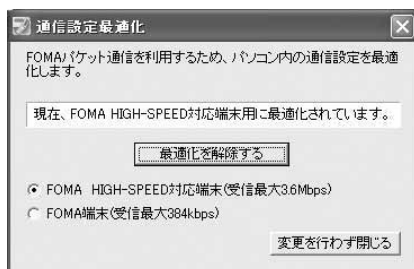 通信設定最適化
FOMAパケット通信を利用するため、パソコン内の通信設定を最適
化します。
現在、FOMA HIGH-SPEED対応端末用に最適化されています。
最適化を解除する
FOMA HIGH-SPEED対応端末(受信最大3.6Mbps)
FOMA端末(受信最大384kbps)
変更を行わず閉じる